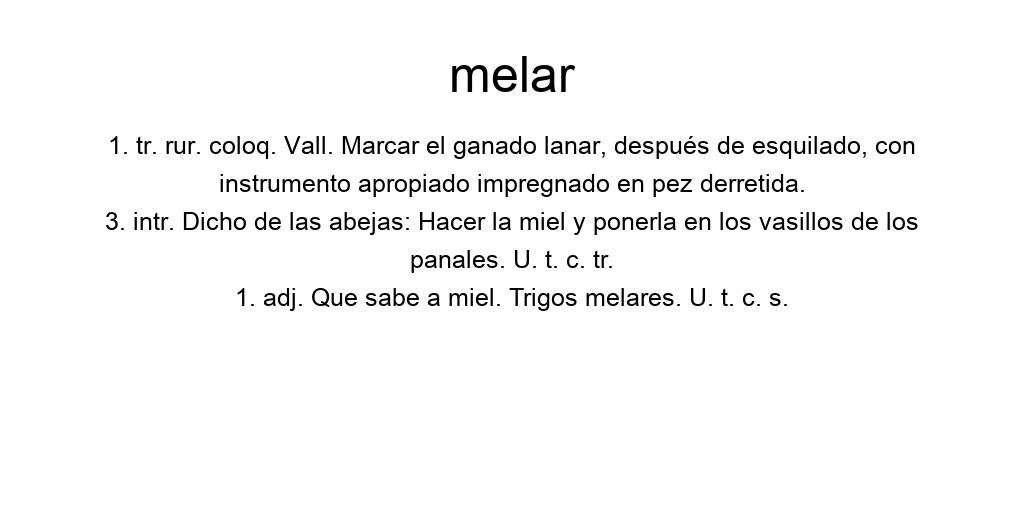 melar
1. tr. rur. coloq. Vall. Marcar el ganado lanar, después de esquilado, con
instrumento apropiado impregnado en pez derretida.
3. intr. Dicho de las abejas: Hacer la miel y ponerla en los vasillos de los
panales. U. t. c. tr.
1. adj. Que sabe a miel. Trigos melares. U. t. c. s.